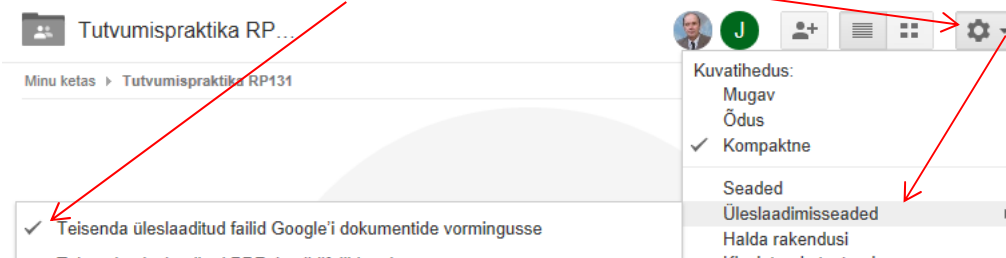 Tutvumispraktika RP...
J
Minu ketas ▸ Tutvumispraktika RP131
Kuvatihedus:
Mugav
Õdus
✓ Kompaktne
Seaded
Üleslaadimisseaded
Halda rakendusi
✓ Teisenda üleslaaditud failid Google'i dokumentide vormingusse